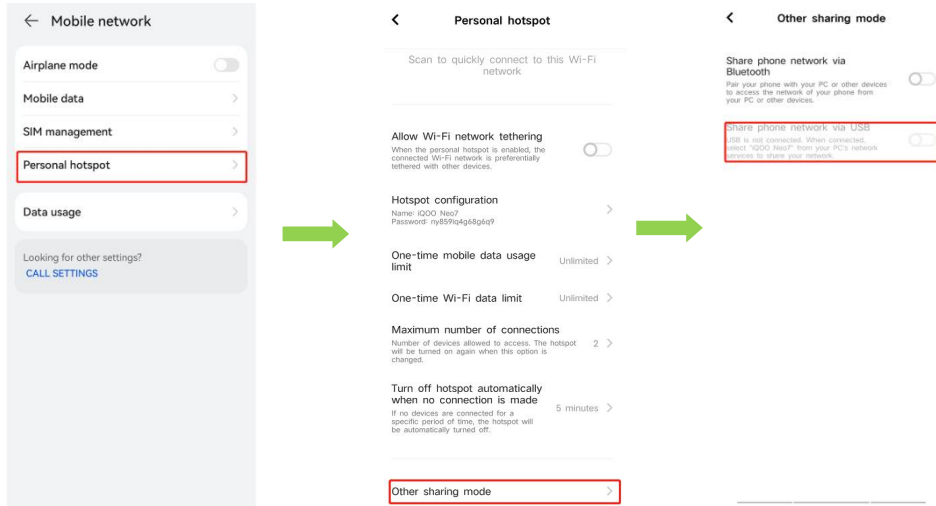 Mobile network
Airplane mode
Mobile data
SIM management
Personal hotspot
Data usage
Looking for other settings?
CALL SETTINGS
Personal hotspot
Scan to quickly connect to this Wi-Fi
network
Allow Wi-Fi network tethering
When the personal hotspot is enabled, the
connected Wi-Fi network is preferentially
tethered with other devices.
Hotspot configuration
Name: iQOO Neo7
Password: ny859iq4g68g6q9
One-time mobile data usage
limit
Unlimited
One-time Wi-Fi data limit
Unlimited
Maximum number of connections
Number of devices allowed to access. The hotspot
will be turned on again when this option is
changed.
2
Turn off hotspot automatically
when no connection is made
If no devices are connected for a
specific period of time, the hotspot will
be automatically turned off.
5 minutes
Other sharing mode
Other sharing mode
Share phone network via
Bluetooth
Pair your phone with your PC or other devices
to access the network of your phone from
your PC or other devices.
Share phone network via USB
USB is not connected. When connected,
select "iQOO Neo7" from your PC's network
services to share your network.